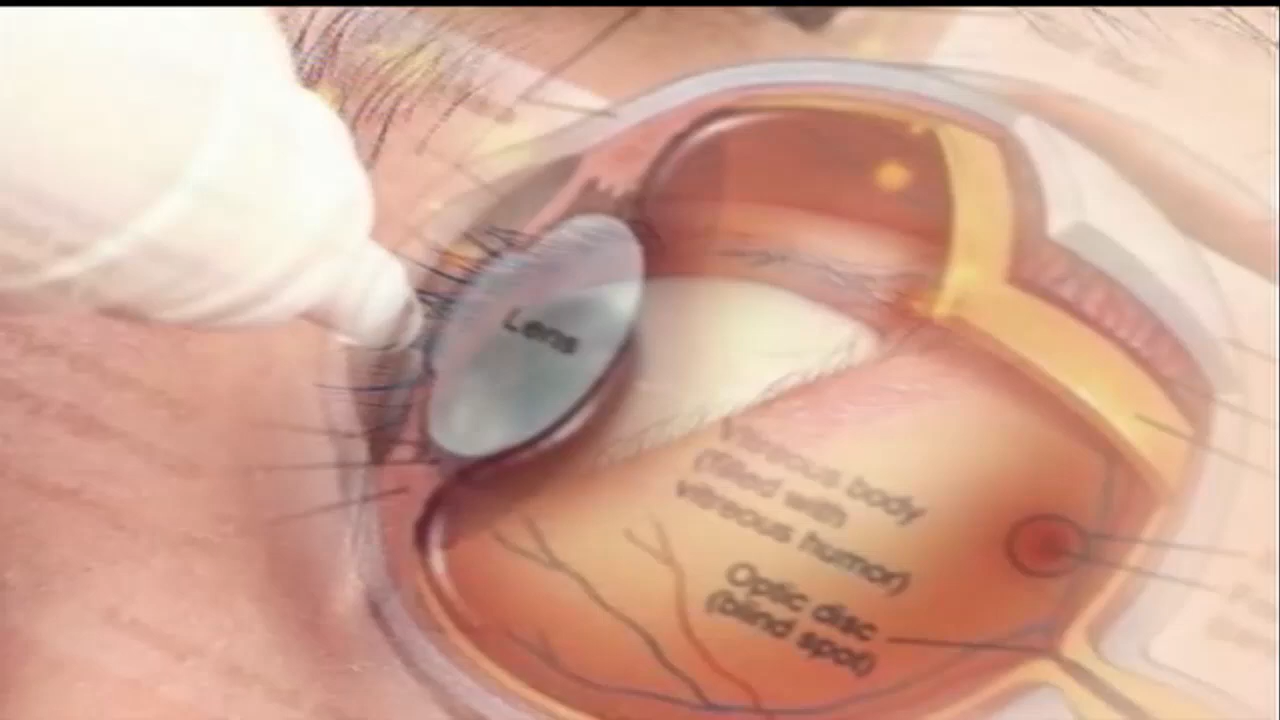 Lens
Vitreous body
(filled with
vitreous humor)
Optic disc
(blind spot)